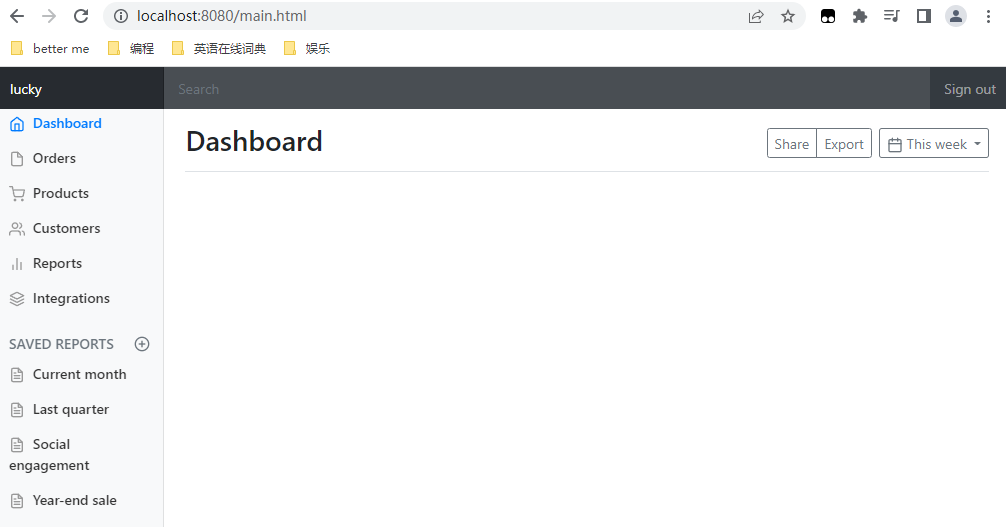 localhost:8080/main.html
better me 编程 英语在线词典 娱乐
lucky Search Sign out
Dashboard
Orders
Products
Customers
Reports
Integrations
SAVED REPORTS
Current month
Last quarter
Social
engagement
Year-end sale
Dashboard
Share Export This week